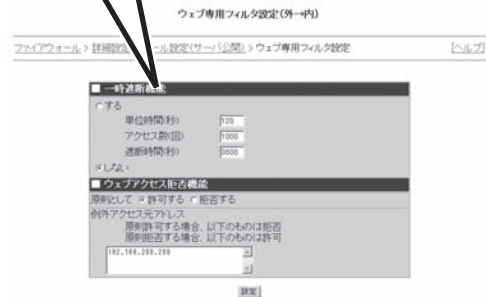 ウェブ専用フィルタ設定(外→内)
ファイアウォール > 詳細設定 ール設定(サーバ公開) > ウェブ専用フィルタ設定 [ヘルプ]
■ 一時遮断機能
する
単位時間(秒) 120
アクセス数(回) 1000
遮断時間(秒) 3600
しない
■ ウェブアクセス拒否機能
原則として 許可する 拒否する
例外アクセス元アドレス
原則許可する場合、以下のものは拒否
原則拒否する場合、以下のものは許可
192.168.200.200
設定